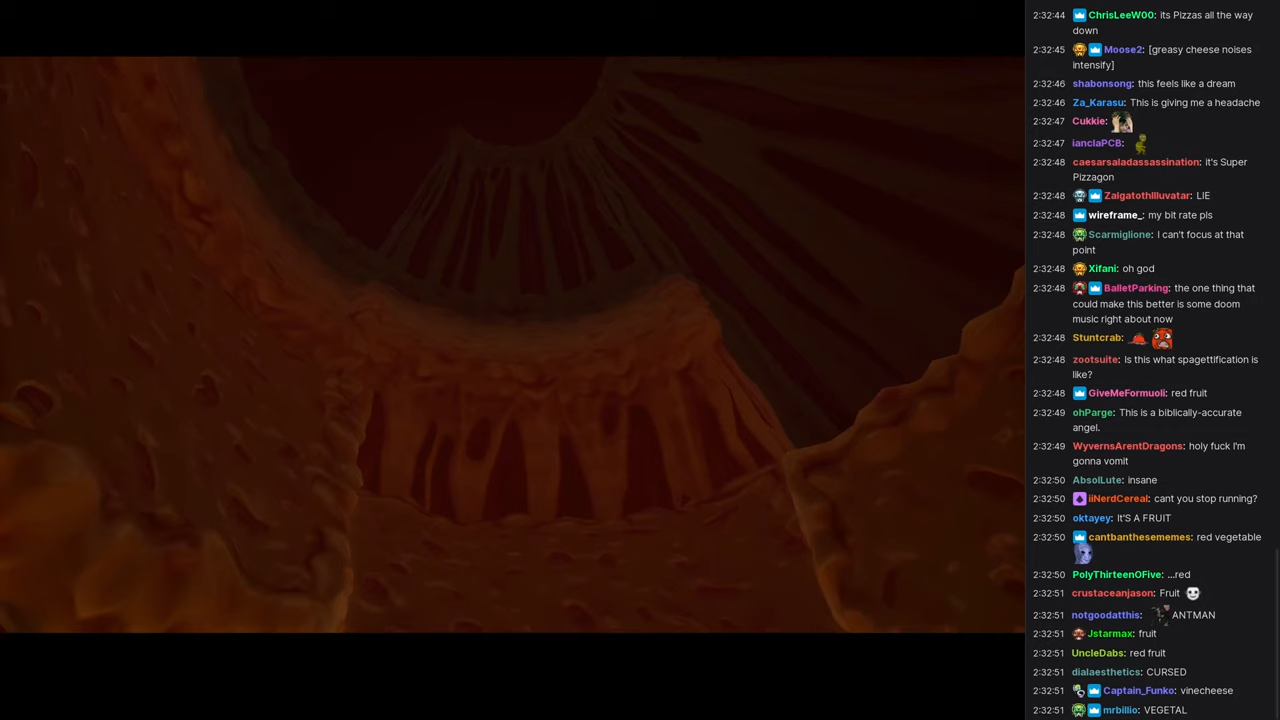 2:32:44 ChrisLeeW00: its Pizzas all the way
down
2:32:45 Moose2: [greasy cheese noises
intensify]
2:32:46 shabonsong: this feels like a dream
2:32:46 Za_Karasu: This is giving me a headache
2:32:47 Cukkie:
2:32:47 ianclaPCB:
2:32:48 caesarsaladassassination: it's Super
Pizzagon
2:32:48 ZalgatothIlluvatar: LIE
2:32:48 wireframe_: my bit rate pls
2:32:48 Scarmiglione: I can't focus at that
point
2:32:48 Xifani: oh god
2:32:48 BalletParking: the one thing that
could make this better is some doom
music right about now
2:32:48 Stuntcrab:
2:32:48 zootsuite: Is this what spagettification is
like?
2:32:48 GiveMeFormuoli: red fruit
2:32:49 ohParge: This is a biblically-accurate
angel.
2:32:49 WyvernsArentDragons: holy fuck I'm
gonna vomit
2:32:50 AbsolLute: insane
2:32:50 iiNerdCereal: cant you stop running?
2:32:50 oktayey: IT'S A FRUIT
2:32:50 cantbanthesememes: red vegetable
2:32:50 PolyThirteenOFive: ...red
2:32:51 crustaceanjason: Fruit
2:32:51 notgoodatthis: ANTMAN
2:32:51 Jstarmax: fruit
2:32:51 UncleDabs: red fruit
2:32:51 dialaesthetics: CURSED
2:32:51 Captain_Funko: vinecheese
2:32:51 mrbillio: VEGETAL